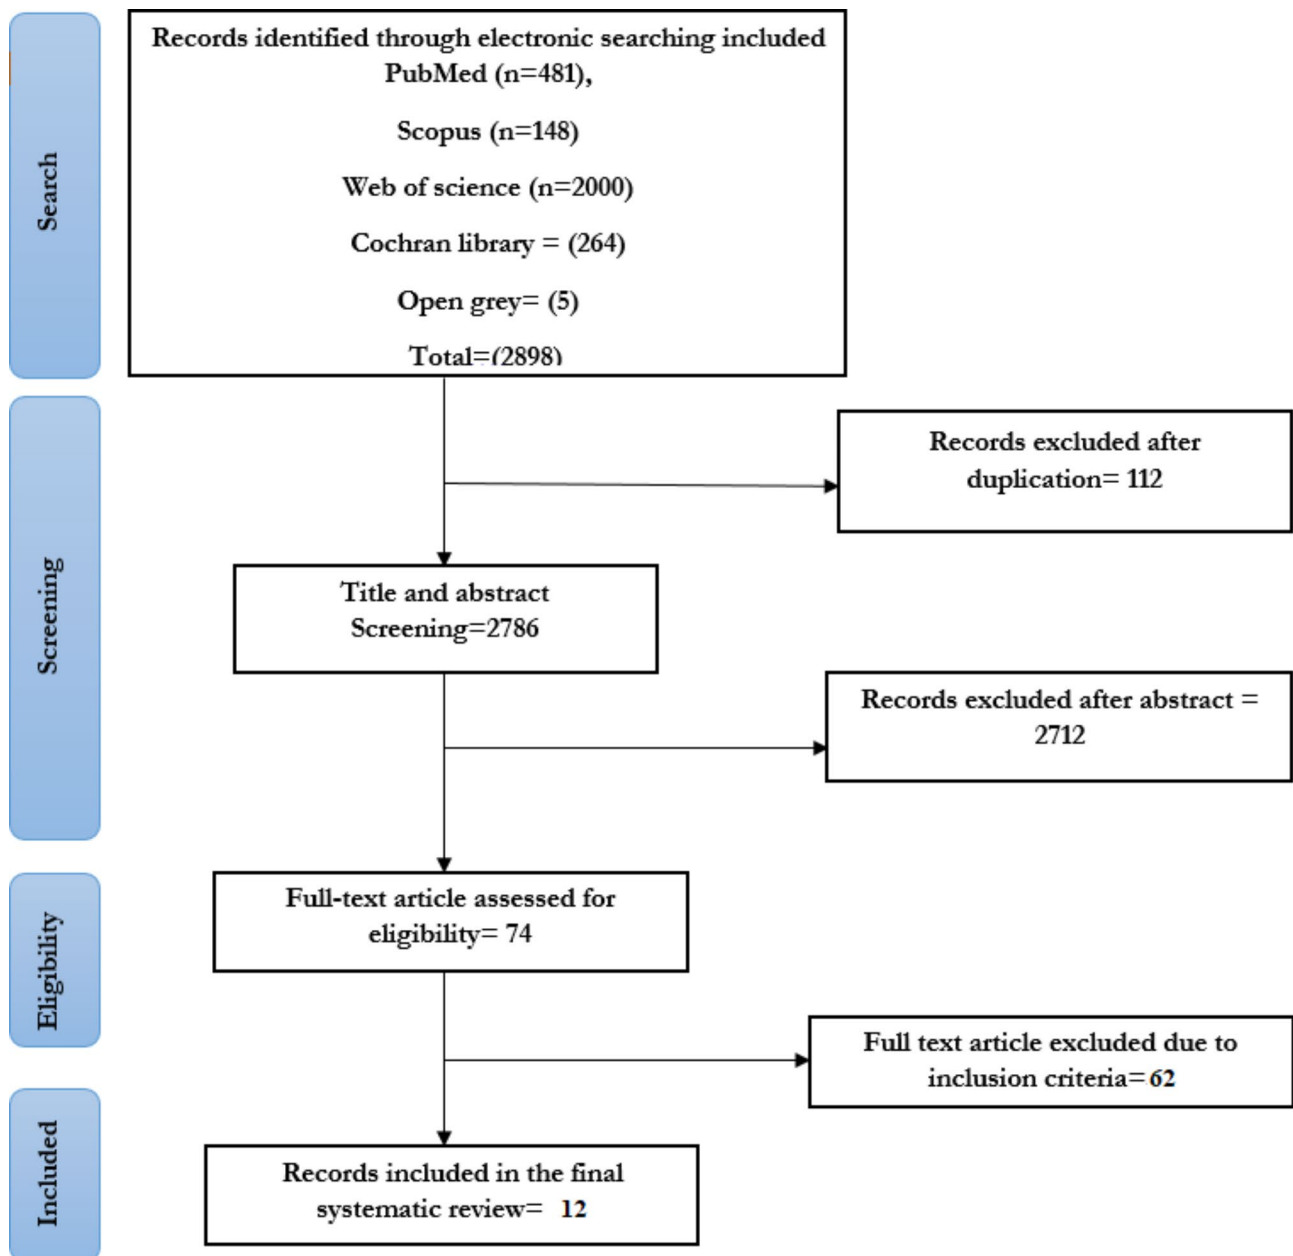 Search
Records identified through electronic searching included
PubMed (n=481),
Scopus (n=148)
Web of science (n=2000)
Cochran library = (264)
Open grey= (5)
Total=(2898)
Screening
Records excluded after
duplication= 112
Title and abstract
Screening=2786
Records excluded after abstract =
2712
Eligibility
Full-text article assessed for
eligibility= 74
Full text article excluded due to
inclusion criteria=62
Included
Records included in the final
systematic review= 12